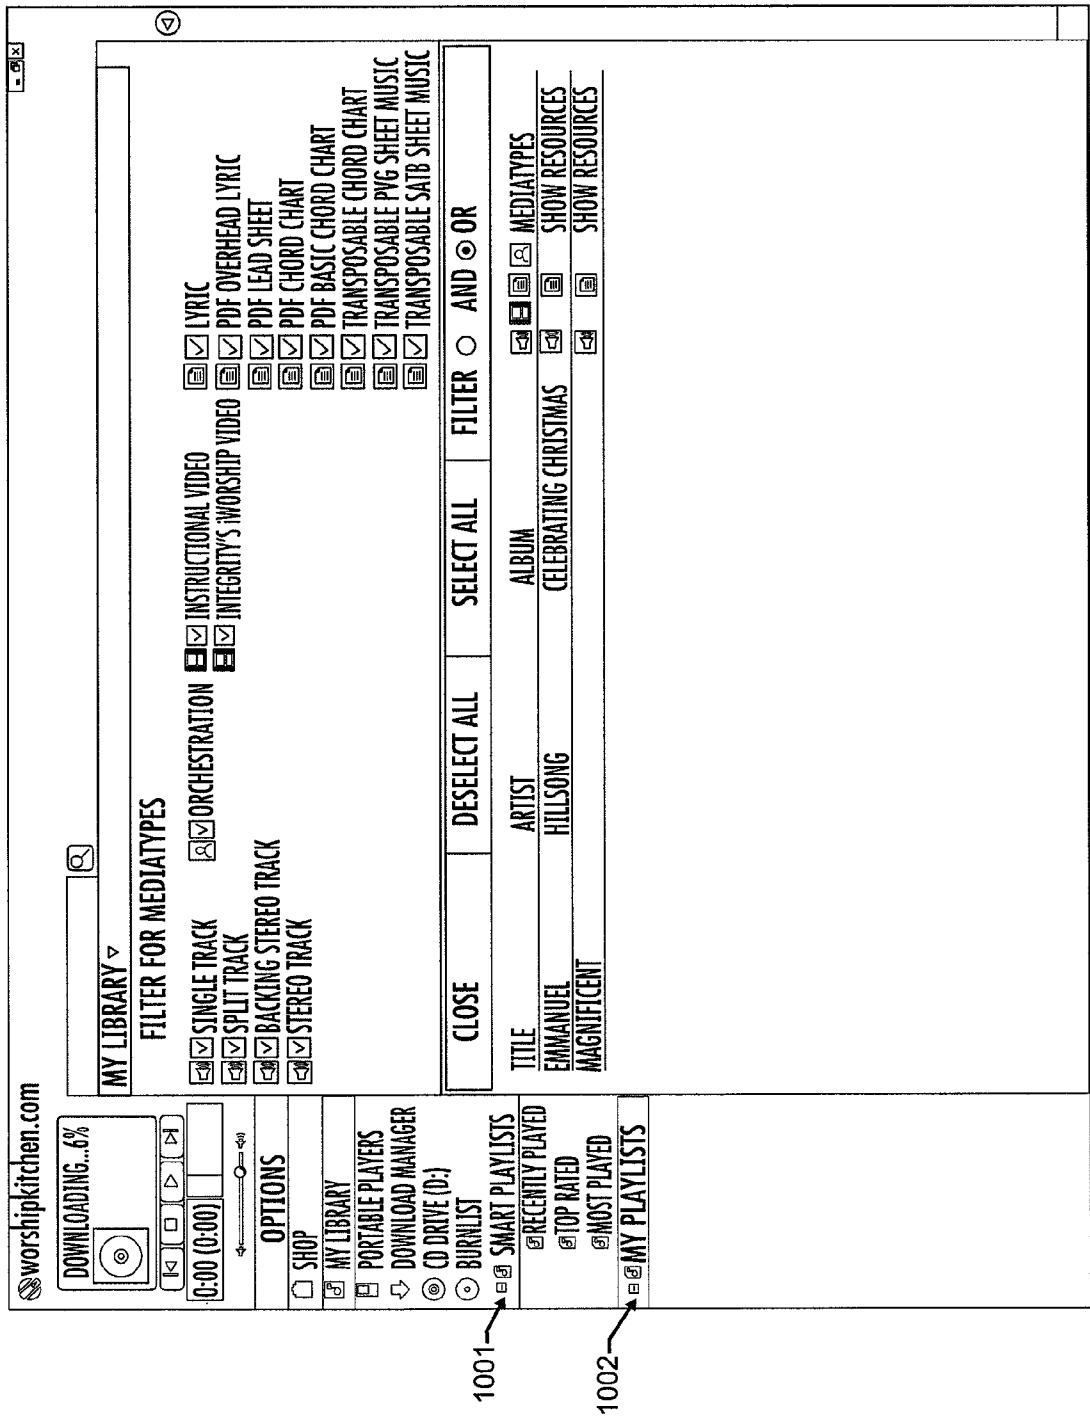 worshipkitchen.com
DOWNLOADING...6%
0:00 (0:00)
OPTIONS
SHOP
MY LIBRARY
PORTABLE PLAYERS
DOWNLOAD MANAGER
CD DRIVE (D:)
BURNLIST
SMART PLAYLISTS
RECENTLY PLAYED
TOP RATED
MOST PLAYED
MY PLAYLISTS
1001
1002
MY LIBRARY
FILTER FOR MEDIATYPES
SINGLE TRACK
SPLIT TRACK
BACKING STEREO TRACK
STEREO TRACK
ORCHESTRATION
INSTRUCTIONAL VIDEO
INTEGRITY'S iWORSHIP VIDEO
LYRIC
PDF OVERHEAD LYRIC
PDF LEAD SHEET
PDF CHORD CHART
PDF BASIC CHORD CHART
TRANSPOSABLE CHORD CHART
TRANSPOSABLE PVG SHEET MUSIC
TRANSPOSABLE SATB SHEET MUSIC
CLOSE DESELECT ALL SELECT ALL FILTER AND OR
TITLE ARTIST ALBUM MEDIATYPES
EMMANUEL HILLSONG CELEBRATING CHRISTMAS SHOW RESOURCES
MAGNIFICENT SHOW RESOURCES